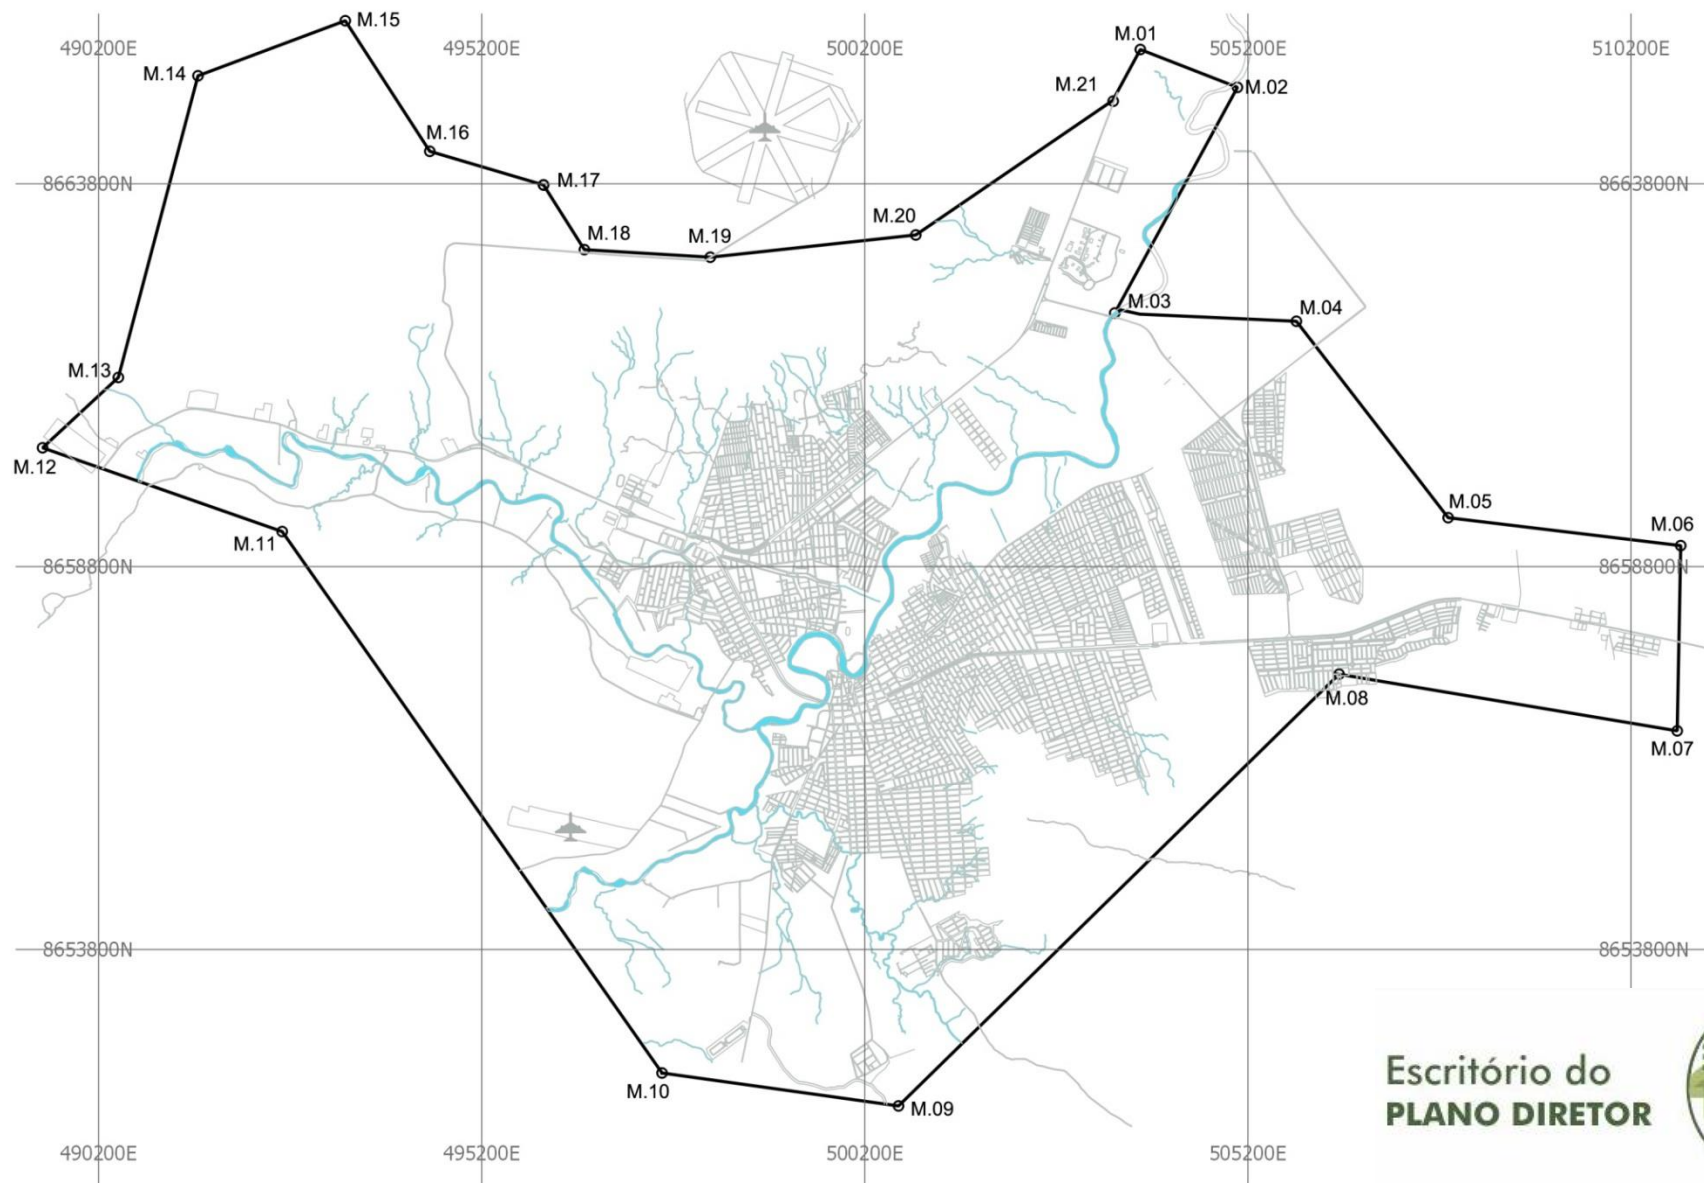 M.15
M.01
490200E
495200E
500200E
505200E
510200E
M.14
M.21
M.02
M.16
M.17
8663800N
8663800N
M.20
M.18
M.19
M.03
M.04
M.13
M.12
M.05
M.06
M.11
8658800N
8658800N
M.08
M.07
8653800N
8653800N
M.10
M.09
Escritório do
PLANO DIRETOR
490200E
495200E
500200E
505200E